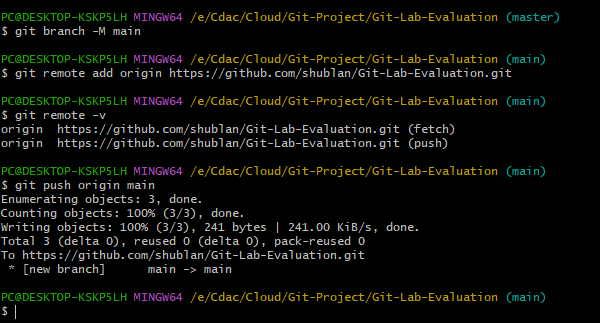 PC@DESKTOP-KSKP5LH MINGW64 /e/Cdac/Cloud/Git-Project/Git-Lab-Evaluation (master)
$ git branch -M main
PC@DESKTOP-KSKP5LH MINGW64 /e/Cdac/Cloud/Git-Project/Git-Lab-Evaluation (main)
$ git remote add origin https://github.com/shublan/Git-Lab-Evaluation.git
PC@DESKTOP-KSKP5LH MINGW64 /e/Cdac/Cloud/Git-Project/Git-Lab-Evaluation (main)
$ git remote -v
origin  https://github.com/shublan/Git-Lab-Evaluation.git (fetch)
origin  https://github.com/shublan/Git-Lab-Evaluation.git (push)
PC@DESKTOP-KSKP5LH MINGW64 /e/Cdac/Cloud/Git-Project/Git-Lab-Evaluation (main)
$ git push origin main
Enumerating objects: 3, done.
Counting objects: 100% (3/3), done.
Writing objects: 100% (3/3), 241 bytes | 241.00 KiB/s, done.
Total 3 (delta 0), reused 0 (delta 0), pack-reused 0
To https://github.com/shublan/Git-Lab-Evaluation.git
 * [new branch]      main -> main
PC@DESKTOP-KSKP5LH MINGW64 /e/Cdac/Cloud/Git-Project/Git-Lab-Evaluation (main)
$